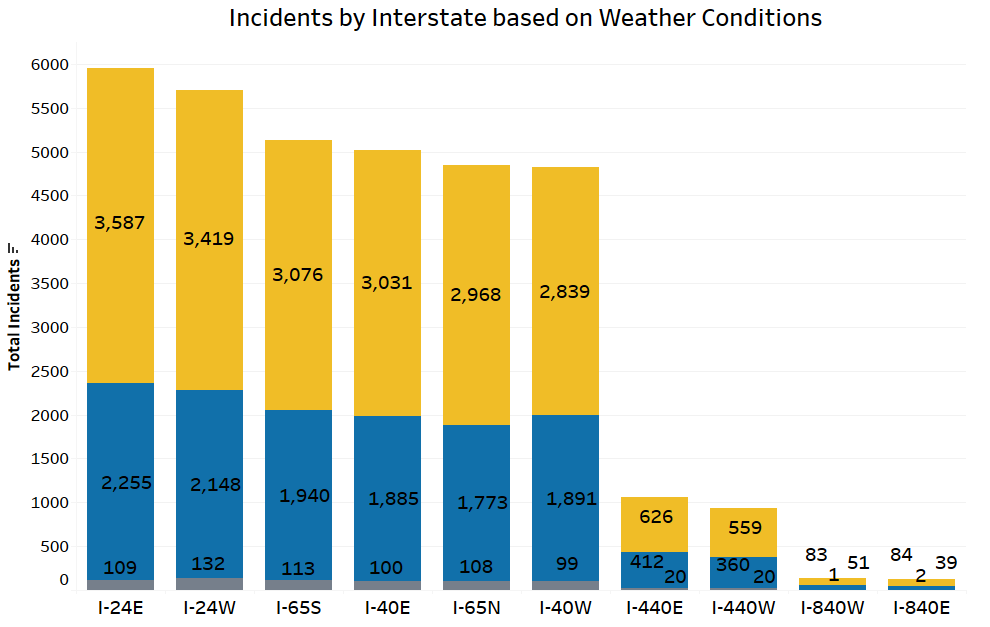 Incidents by Interstate based on Weather Conditions
Total Incidents
6000
5500
5000
4500
4000
3500
3000
2500
2000
1500
1000
500
0
3,587 3,419 3,076 3,031 2,968 2,839 626 559 83 51 84 39
2,255 2,148 1,940 1,885 1,773 1,891 412 360 1 2
109 132 113 100 108 99 20 20
I-24E I-24W I-65S I-40E I-65N I-40W I-440E I-440W I-840W I-840E